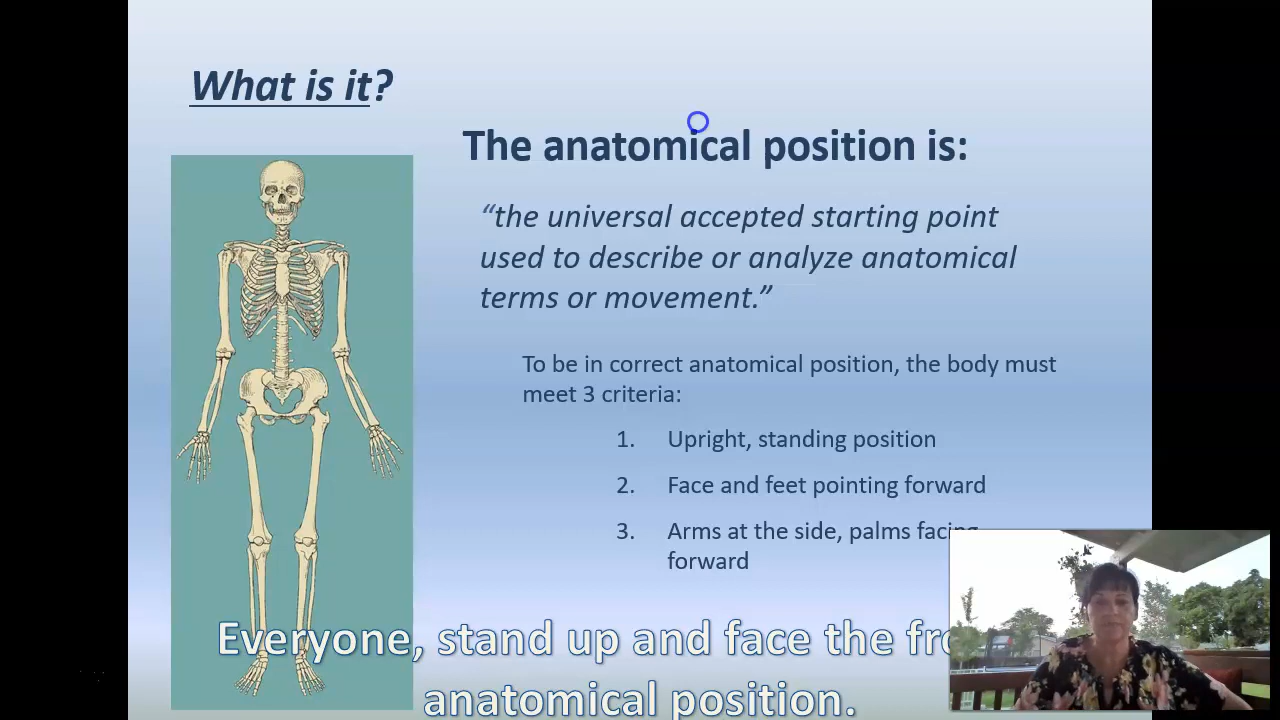 What is it?
The anatomical position is:
“the universal accepted starting point
used to describe or analyze anatomical
terms or movement.”
To be in correct anatomical position, the body must
meet 3 criteria:
1. Upright, standing position
2. Face and feet pointing forward
3. Arms at the side, palms facing
forward
Everyone, stand up and face the
anatomical position.